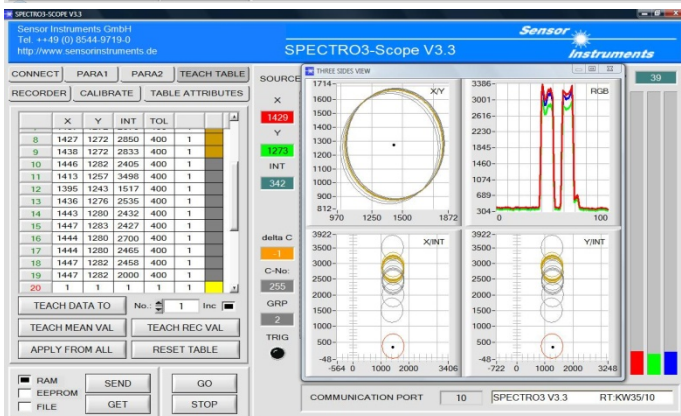 SPECTRO3-SCOPE V3.3
Sensor Instruments GmbH
Tel. ++49 (0) 8544-9719-0
http://www.sensorinstruments.de
SPECTRO3-Scope V3.3
Sensor
Instruments
CONNECT PARA1 PARA2 TEACH TABLE
RECORDER CALIBRATE TABLE ATTRIBUTES
X Y INT TOL
8 1427 1272 2850 400 1
9 1438 1272 2833 400 1
10 1446 1282 2405 400 1
11 1413 1257 3498 400 1
12 1395 1243 1517 400 1
13 1436 1276 2535 400 1
14 1443 1280 2432 400 1
15 1447 1283 2427 400 1
16 1444 1280 2700 400 1
17 1444 1280 2465 400 1
18 1447 1282 2458 400 1
19 1447 1282 2000 400 1
20 1 1 1 1 1
TEACH DATA TO No.: 1 Inc
TEACH MEAN VAL TEACH REC VAL
APPLY FROM ALL RESET TABLE
RAM
EEPROM
FILE
SEND GO
GET STOP
SOURCE
X
1429
Y
1273
INT
342
delta C
-1
C-No:
255
GRP
2
TRIG
THREE SIDES VIEW
39
X/Y
1714-
1600-
1500-
1400-
1300-
1200-
1100-
1000-
900-
812-
970 1250 1500 1872
RGB
3386-
3001-
2616-
2230-
1845-
1460-
1074-
689-
304-
0 100
X/INT
3922-
3500-
3000-
2500-
2000-
1500-
1000-
500-
-48-
-564 0 1000 2000 3406
Y/INT
3922-
3500-
3000-
2500-
2000-
1500-
1000-
500-
-48-
-722 0 1000 2000 3248
COMMUNICATION PORT 10 SPECTRO3 V3.3 RT:KW35/10